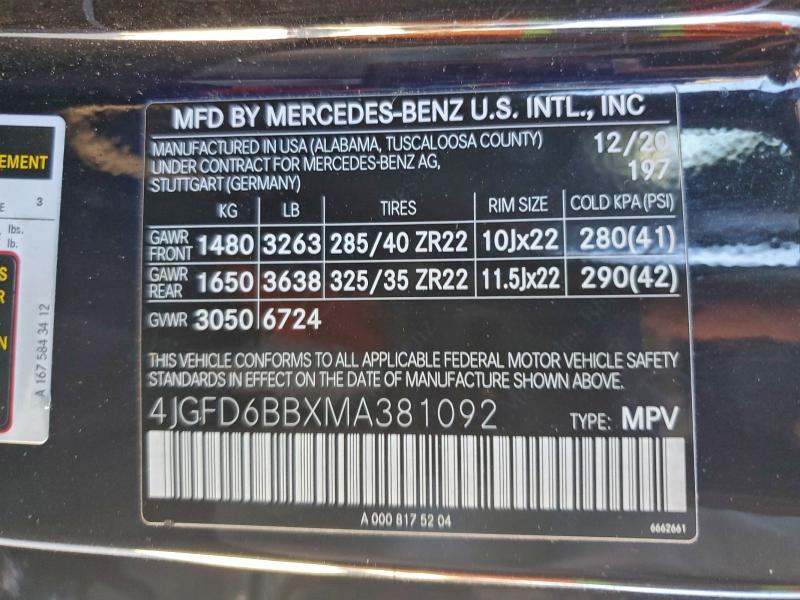 MFD BY MERCEDES-BENZ U.S. INTL., INC
MANUFACTURED IN USA (ALABAMA, TUSCALOOSA COUNTY) 12/20
UNDER CONTRACT FOR MERCEDES-BENZ AG, 197
STUTTGART (GERMANY)
KG LB TIRES RIM SIZE COLD KPA (PSI)
GAWR FRONT 1480 3263 285/40 ZR22 10Jx22 280(41)
GAWR REAR 1650 3638 325/35 ZR22 11.5Jx22 290(42)
GVWR 3050 6724
THIS VEHICLE CONFORMS TO ALL APPLICABLE FEDERAL MOTOR VEHICLE SAFETY
STANDARDS IN EFFECT ON THE DATE OF MANUFACTURE SHOWN ABOVE.
4JGFD6BBXMA381092 TYPE: MPV
A 000 817 52 04
6662661
3
lbs.
lb.
A 167 584 34 12